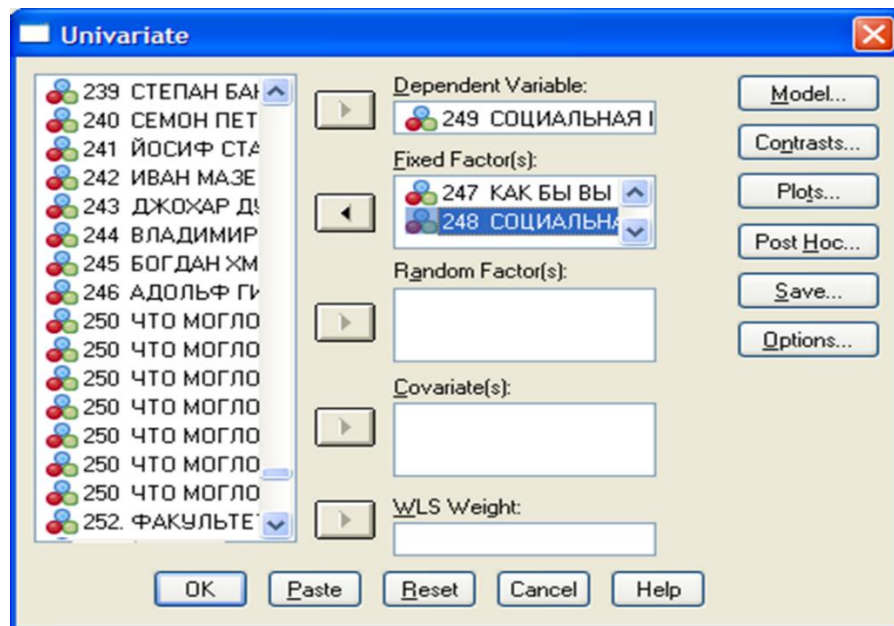 Univariate
239 СТЕПАН БАН
240 СЕМОН ПЕТ
241 ЙОСИФ СТА
242 ИВАН МАЗЕ
243 ДЖОХАР ДУ
244 ВЛАДИМИР
245 БОГДАН ХМ
246 АДОЛЬФ ГИ
250 ЧТО МОГЛО
250 ЧТО МОГЛО
250 ЧТО МОГЛО
250 ЧТО МОГЛО
250 ЧТО МОГЛО
250 ЧТО МОГЛО
250 ЧТО МОГЛО
252. ФАКУЛЬТЕТ
Dependent Variable:
249 СОЦИАЛЬНАЯ
Fixed Factor(s):
247 КАК БЫ ВЫ
248 СОЦИАЛЬНА
Random Factor(s):
Covariate(s):
WLS Weight:
Model...
Contrasts...
Plots...
Post Hoc...
Save...
Options...
OK Paste Reset Cancel Help